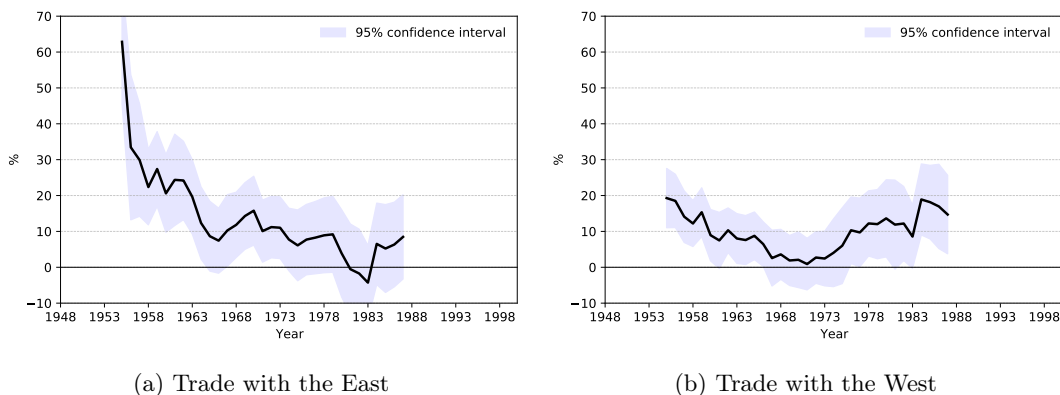 70
60
50
40
30
20
10
0
−10
%
95% confidence interval
1948 1953 1958 1963 1968 1973 1978 1983 1988 1993 1998
Year
(a) Trade with the East
70
60
50
40
30
20
10
0
−10
%
95% confidence interval
1948 1953 1958 1963 1968 1973 1978 1983 1988 1993 1998
Year
(b) Trade with the West